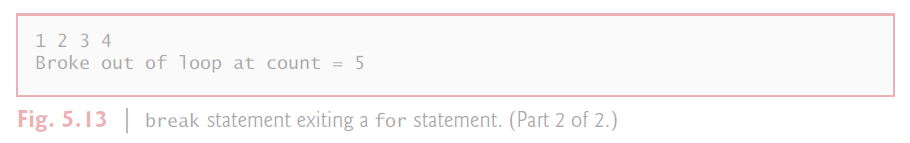 1 2 3 4
Broke out of loop at count = 5
Fig. 5.13 | break statement exiting a for statement. (Part 2 of 2.)